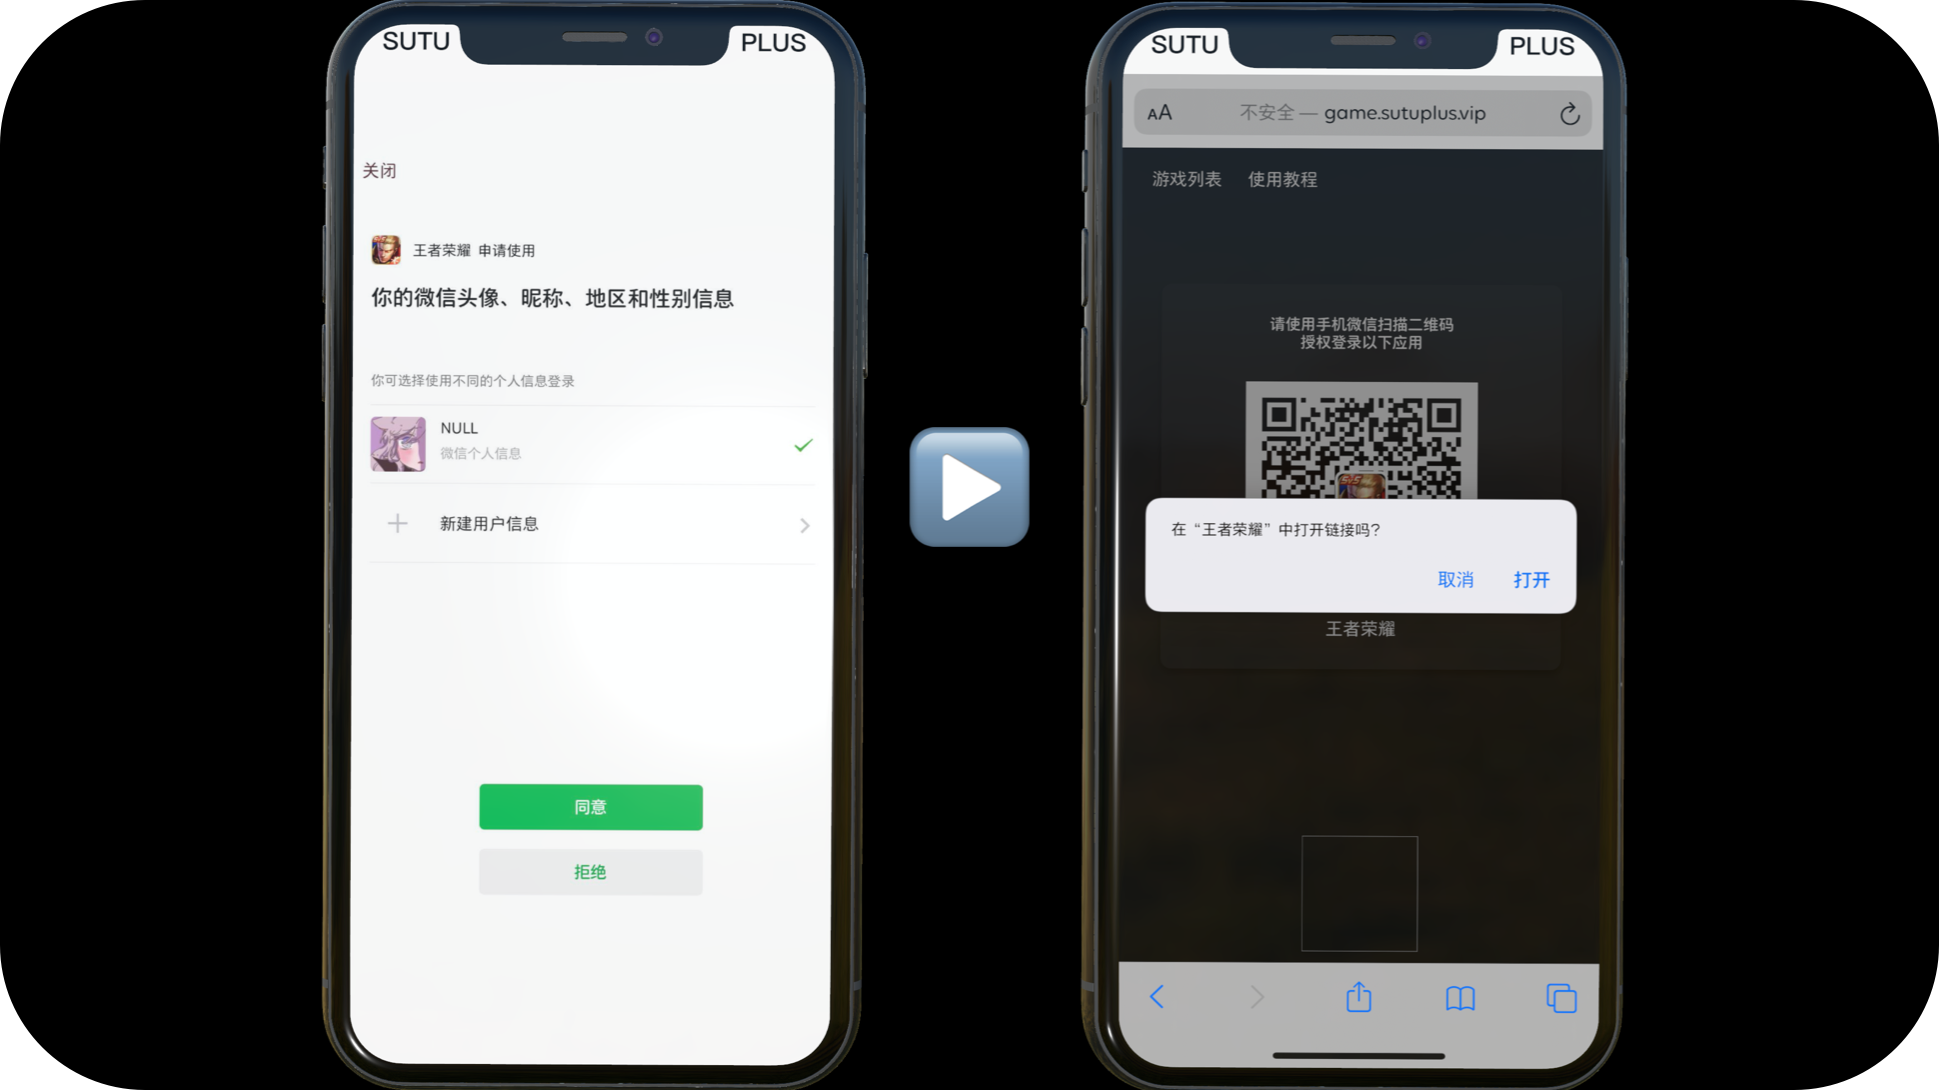 SUTU PLUS
关闭
王者荣耀 申请使用
你的微信头像、昵称、地区和性别信息
你可选择使用不同的个人信息登录
NULL
微信个人信息
新建用户信息
同意
拒绝
SUTU PLUS
AA 不安全 — game.sutuplus.vip
游戏列表 使用教程
请使用手机微信扫描二维码
授权登录以下应用
在“王者荣耀”中打开链接吗?
取消 打开
王者荣耀